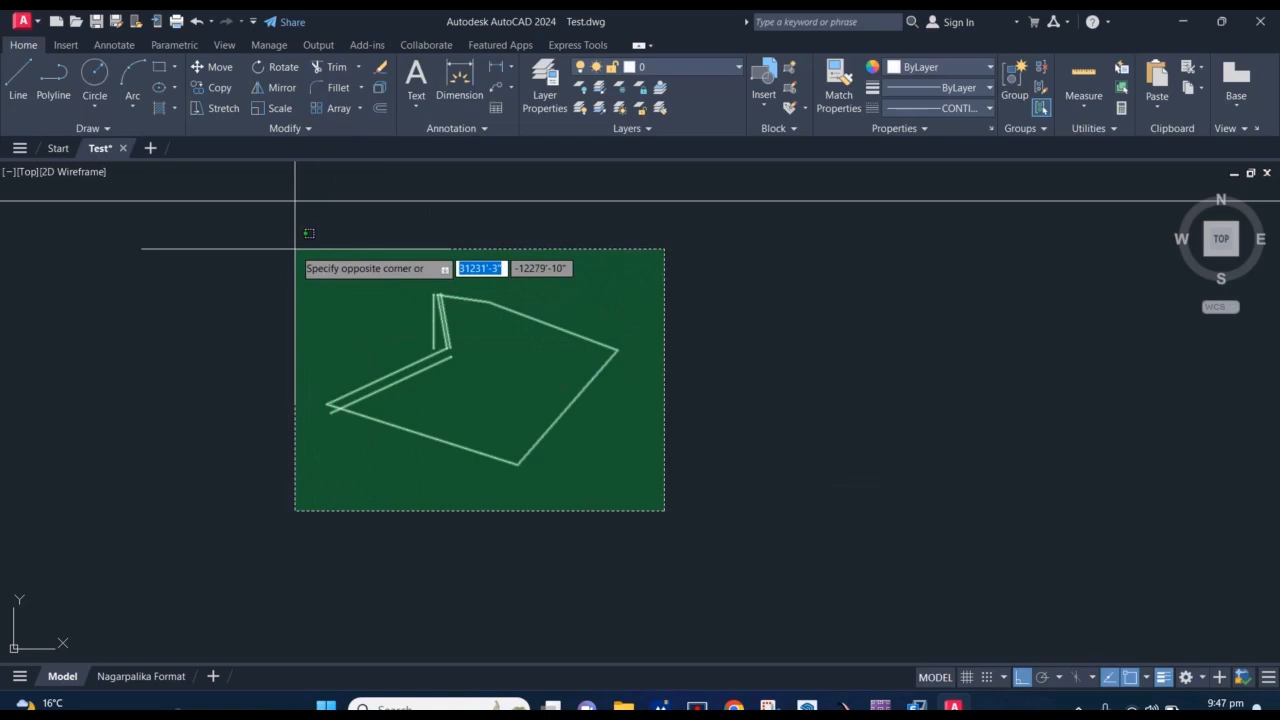 Autodesk AutoCAD 2024 Test.dwg
Share
Type a keyword or phrase
Sign In
Home Insert Annotate Parametric View Manage Output Add-ins Collaborate Featured Apps Express Tools
Line Polyline Circle Arc
Move Rotate Trim
Copy Mirror Fillet
Stretch Scale Array
Text Dimension
Layer Properties
0
Insert
Match Properties
ByLayer
ByLayer
CONTI...
Group
Measure
Paste
Base
Draw Modify Annotation Layers Block Properties Groups Utilities Clipboard View
Start Test*
[−][Top][2D Wireframe]
N
W TOP E
S
WCS
Specify opposite corner or 31231'-3" -12279'-10"
Y
X
Model Nagarpalika Format
MODEL
16°C
Search
9:47 pm